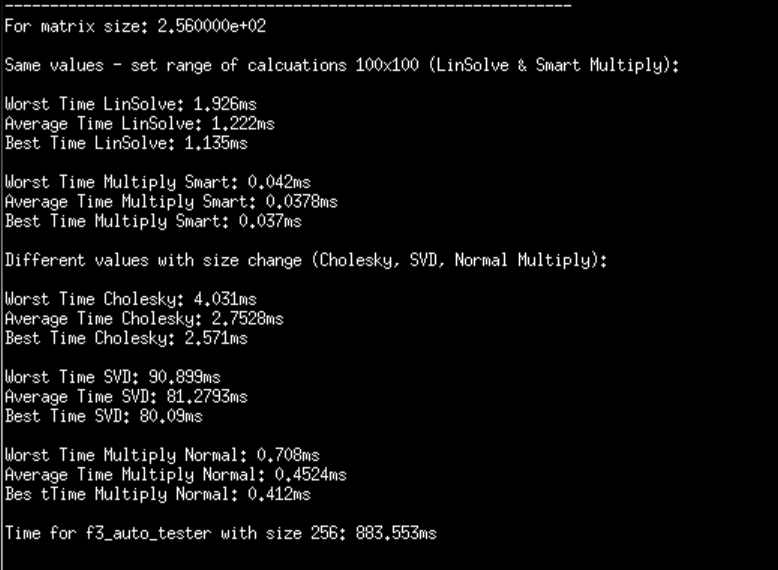 ---------------------------------------------------------------
For matrix size: 2.560000e+02
Same values - set range of calcuations 100x100 (LinSolve & Smart Multiply):
Worst Time LinSolve: 1.926ms
Average Time LinSolve: 1.222ms
Best Time LinSolve: 1.135ms
Worst Time Multiply Smart: 0.042ms
Average Time Multiply Smart: 0.0378ms
Best Time Multiply Smart: 0.037ms
Different values with size change (Cholesky, SVD, Normal Multiply):
Worst Time Cholesky: 4.031ms
Average Time Cholesky: 2.7528ms
Best Time Cholesky: 2.571ms
Worst Time SVD: 90.899ms
Average Time SVD: 81.2793ms
Best Time SVD: 80.09ms
Worst Time Multiply Normal: 0.708ms
Average Time Multiply Normal: 0.4524ms
Bes tTime Multiply Normal: 0.412ms
Time for f3_auto_tester with size 256: 883.553ms